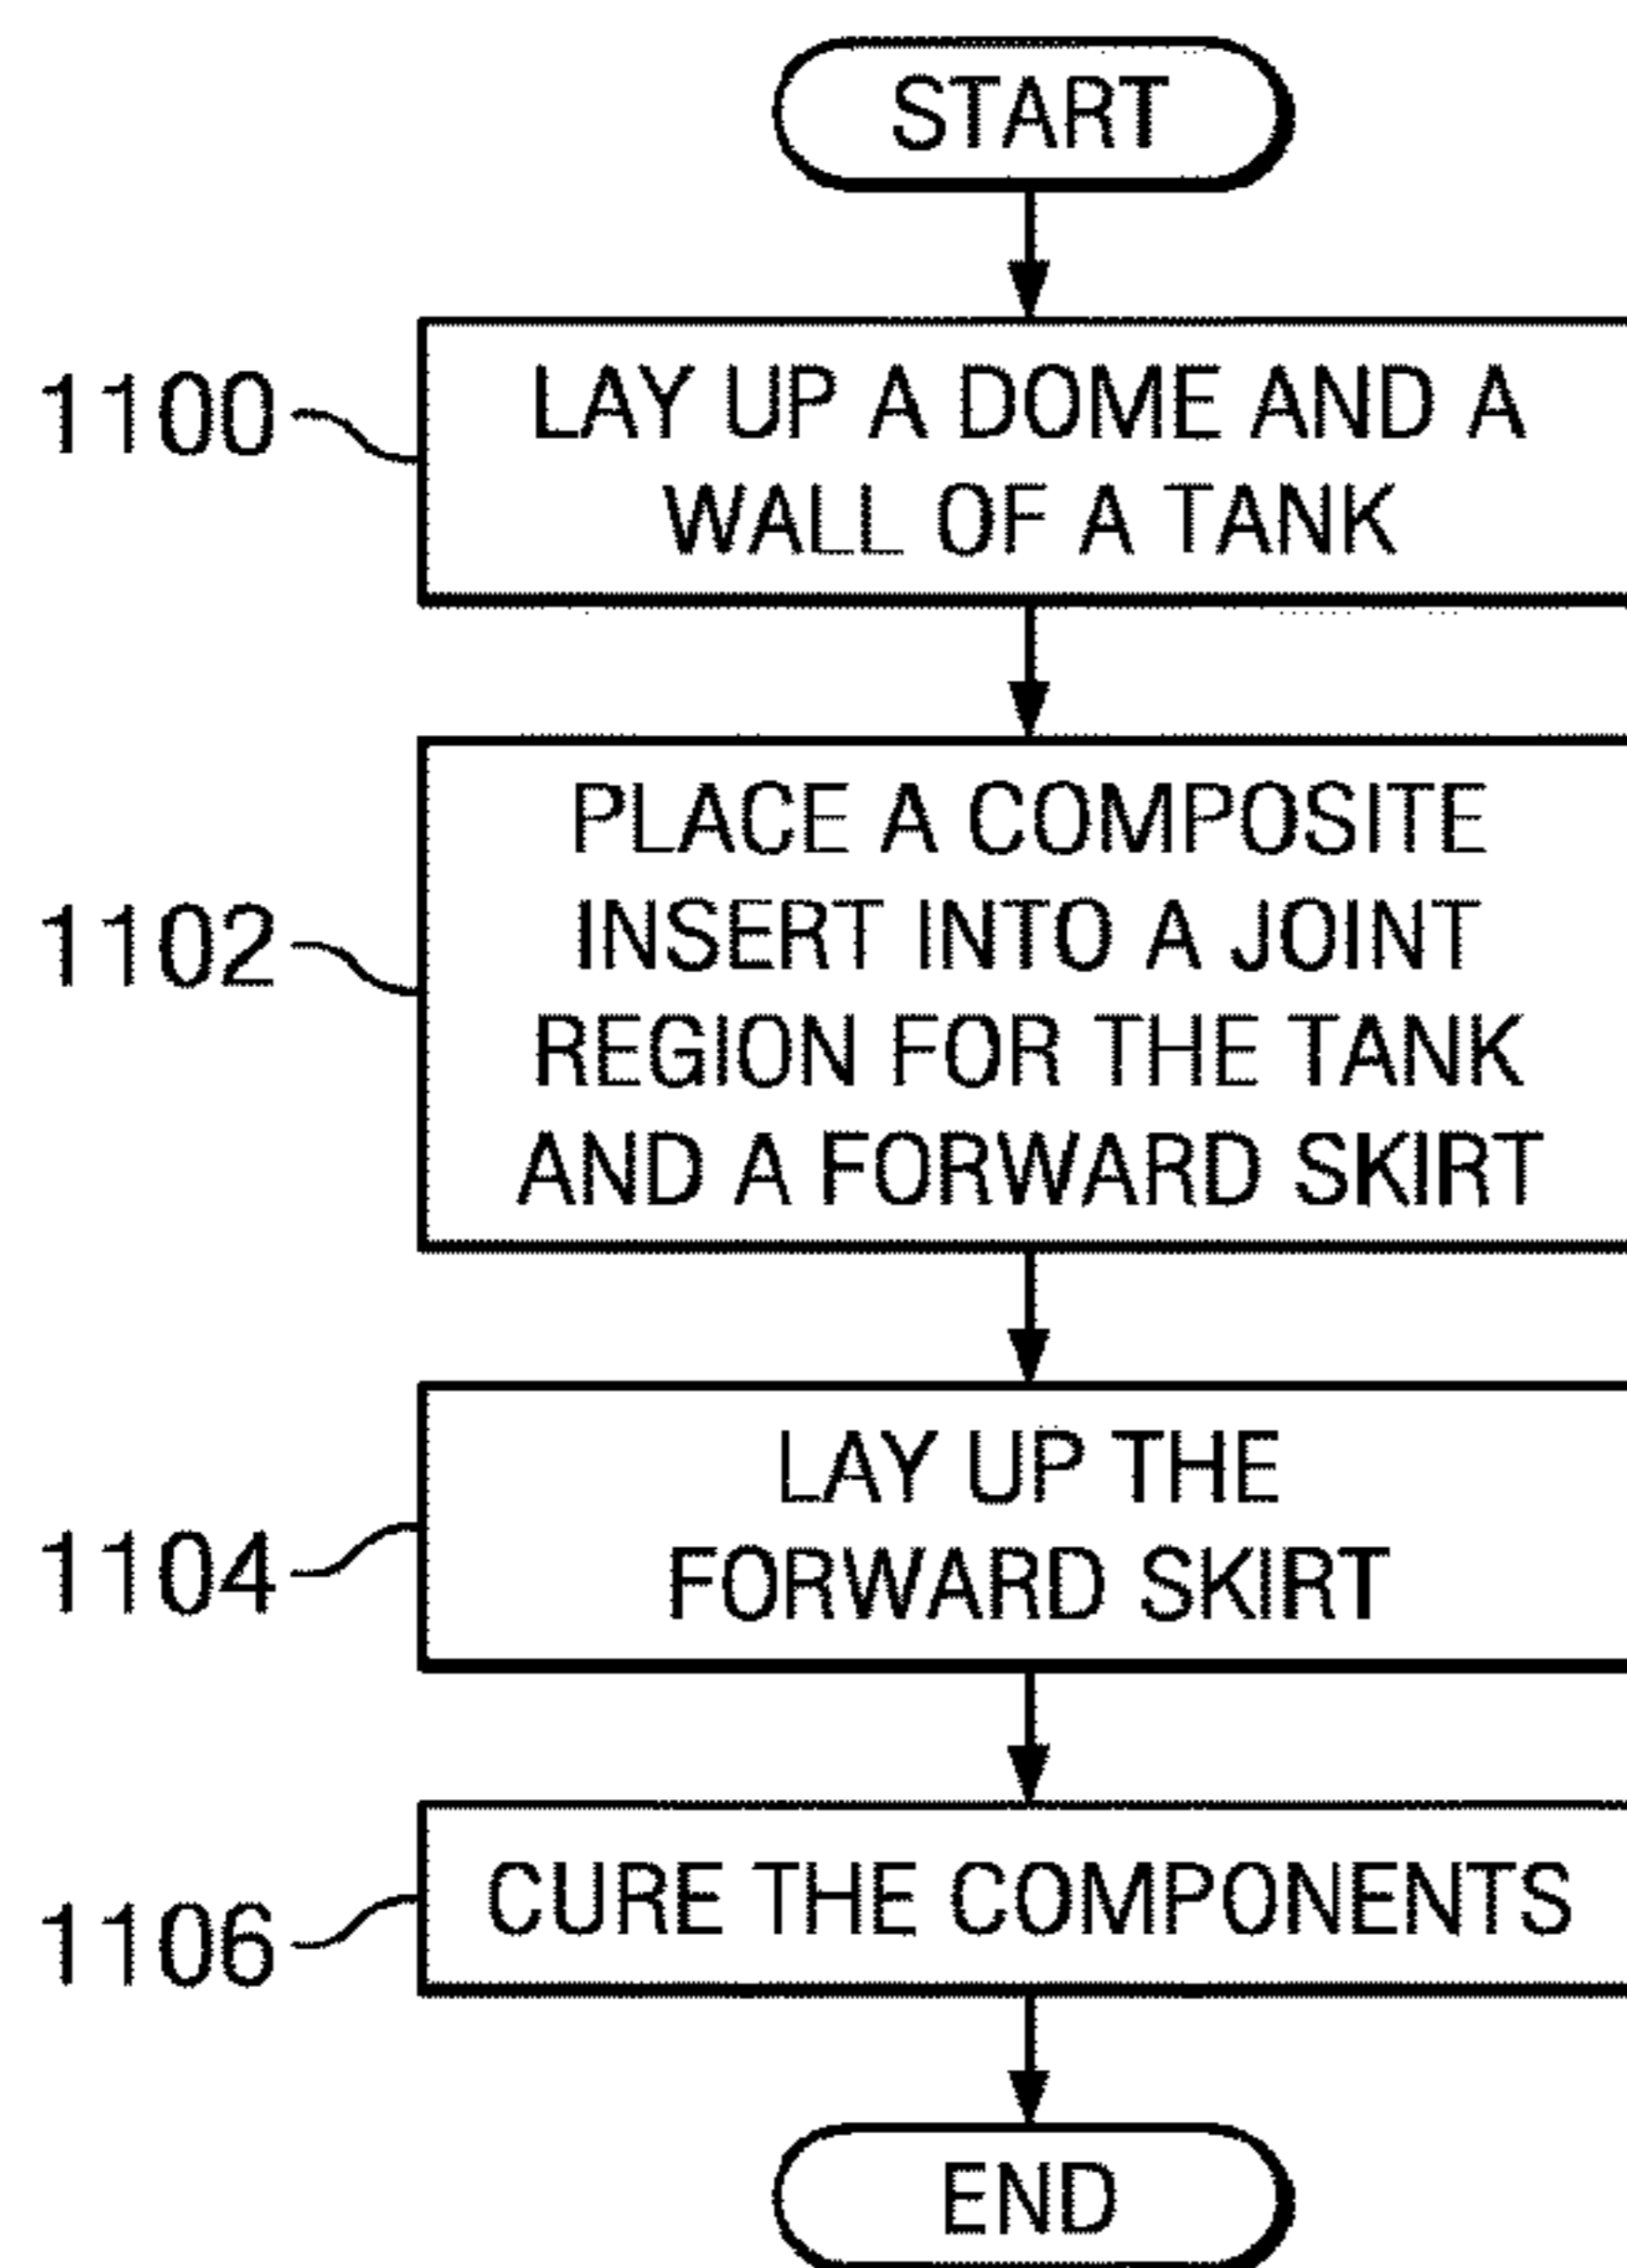 START
1100
LAY UP A DOME AND A
WALL OF A TANK
1102
PLACE A COMPOSITE
INSERT INTO A JOINT
REGION FOR THE TANK
AND A FORWARD SKIRT
1104
LAY UP THE
FORWARD SKIRT
1106
CURE THE COMPONENTS
END